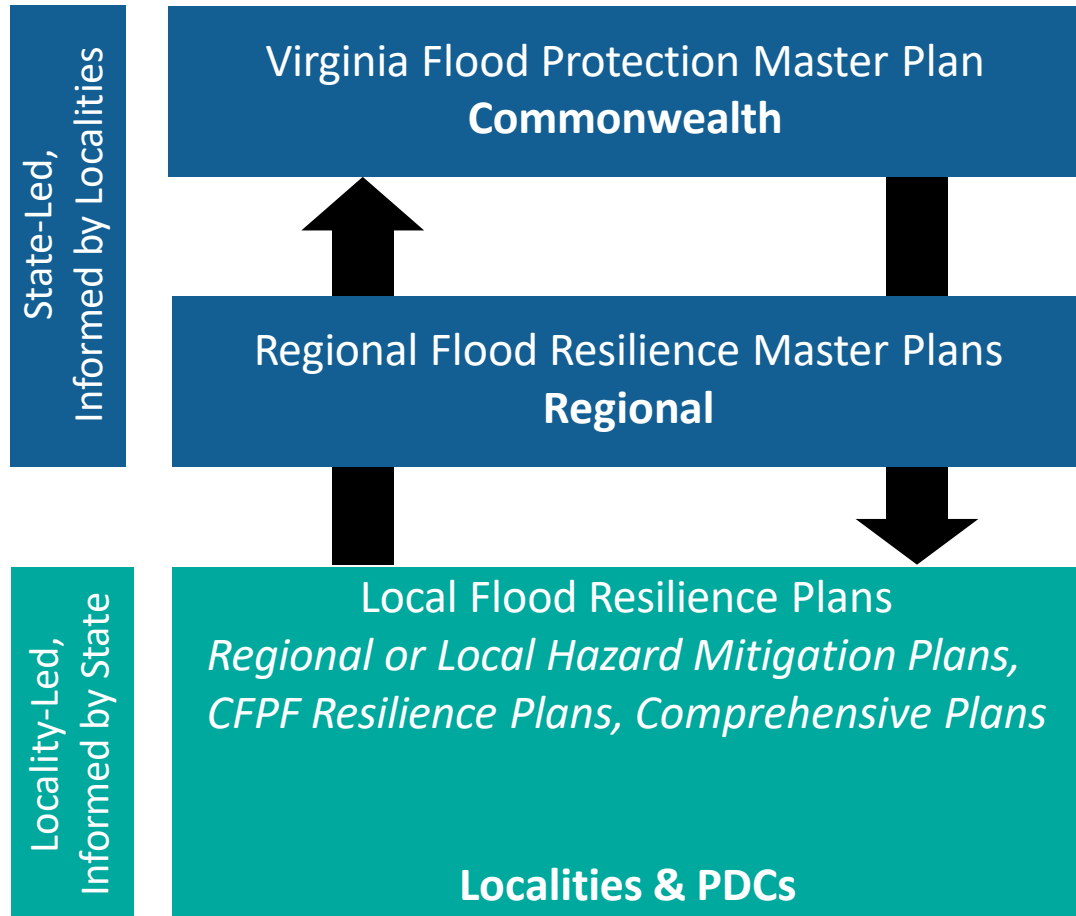 State-Led,
Informed by Localities
Virginia Flood Protection Master Plan
Commonwealth
Regional Flood Resilience Master Plans
Regional
Locality-Led,
Informed by State
Local Flood Resilience Plans
Regional or Local Hazard Mitigation Plans,
CFPF Resilience Plans, Comprehensive Plans
Localities & PDCs